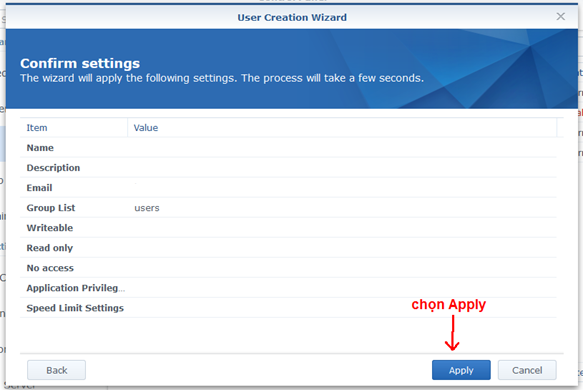 User Creation Wizard
Confirm settings
The wizard will apply the following settings. The process will take a few seconds.
Item Value
Name
Description
Email
Group List users
Writeable
Read only
No access
Application Privileg...
Speed Limit Settings
chọn Apply
Back Apply Cancel
Server